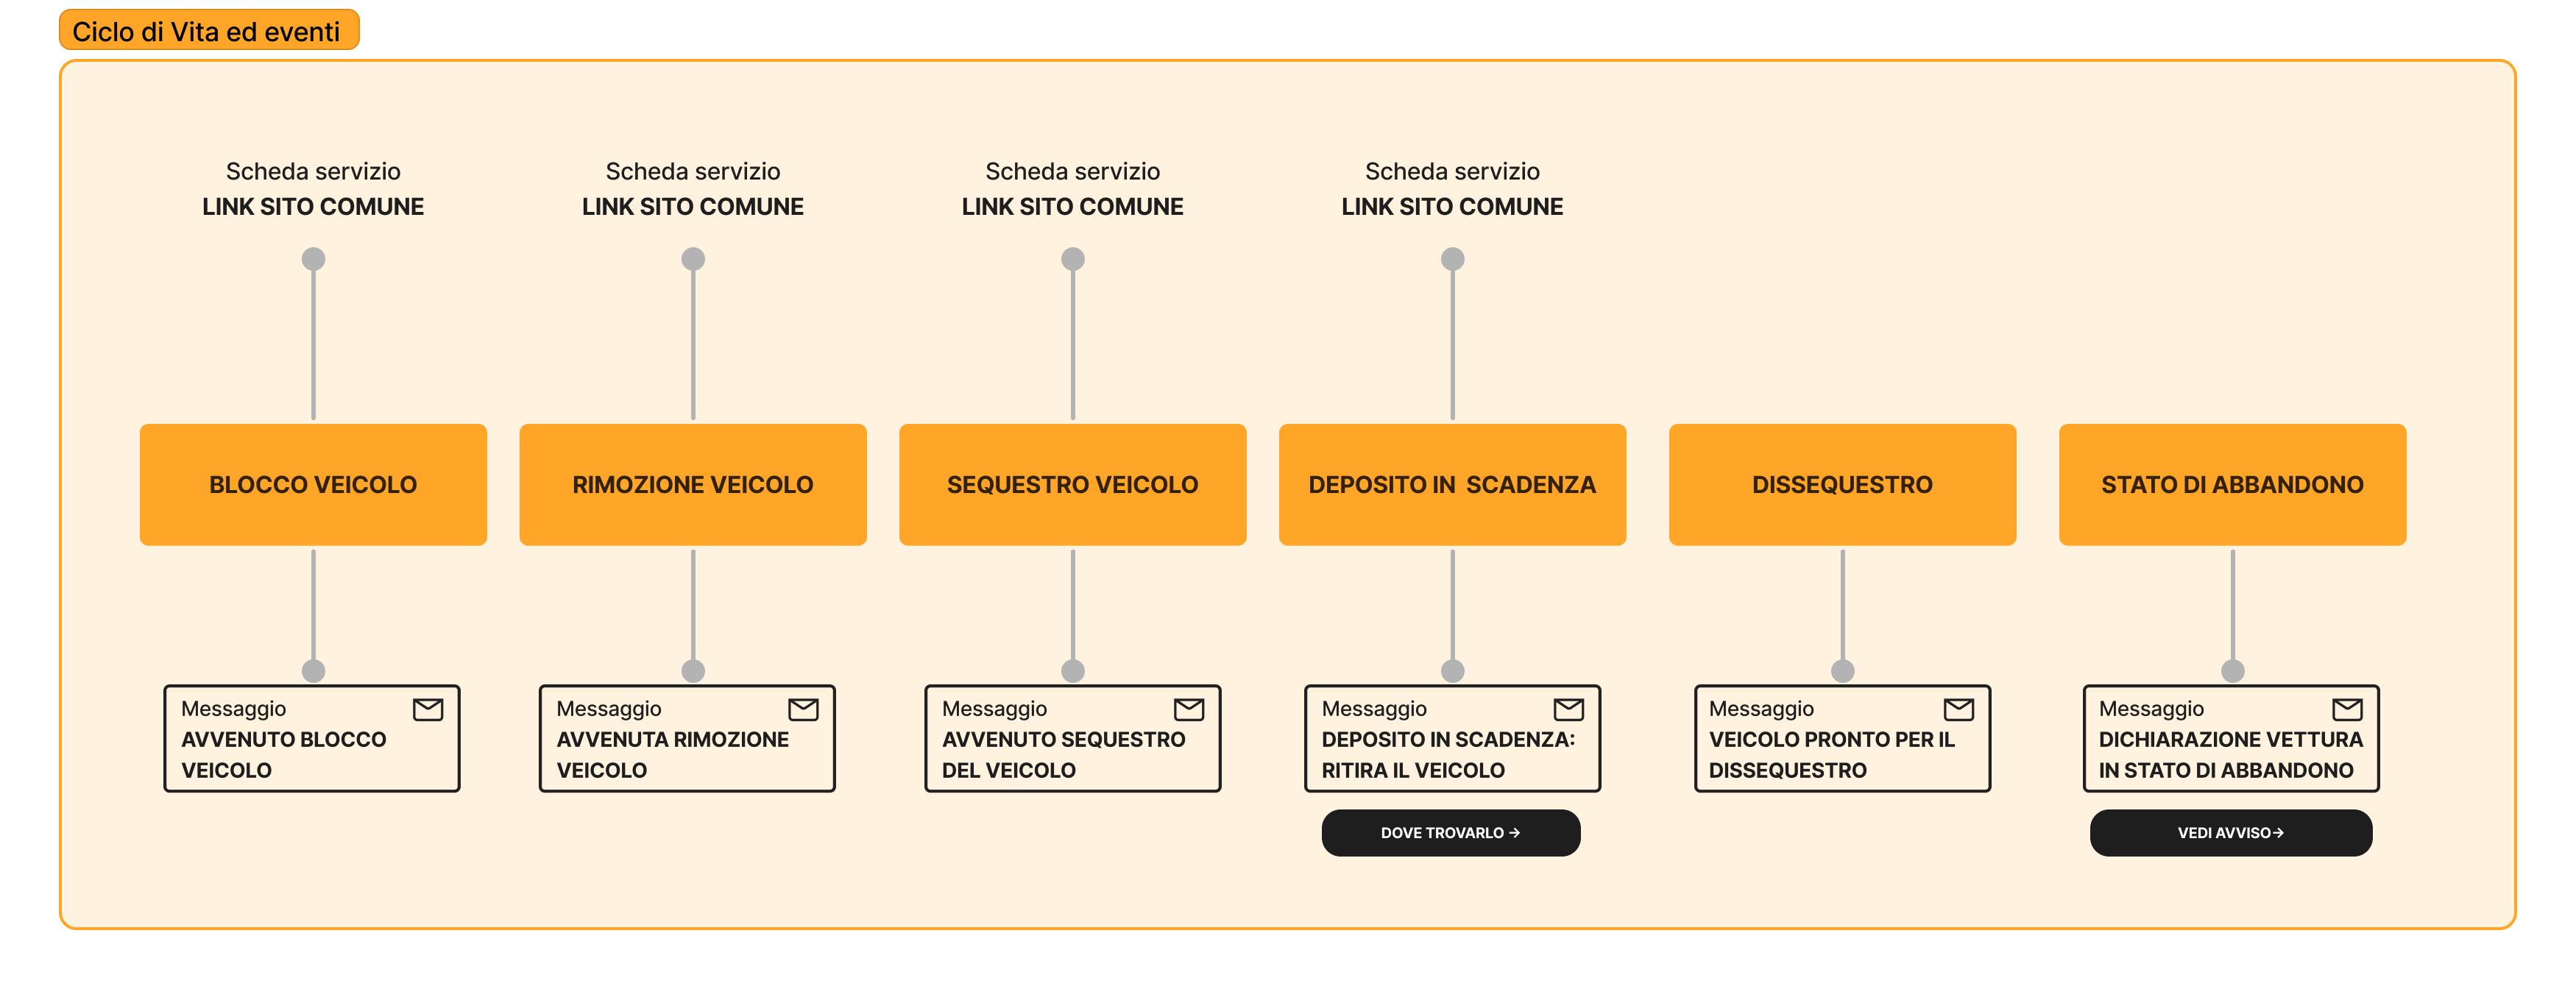 Ciclo di Vita ed eventi
Scheda servizio
LINK SITO COMUNE
Scheda servizio
LINK SITO COMUNE
Scheda servizio
LINK SITO COMUNE
Scheda servizio
LINK SITO COMUNE
BLOCCO VEICOLO
RIMOZIONE VEICOLO
SEQUESTRO VEICOLO
DEPOSITO IN SCADENZA
DISSEQUESTRO
STATO DI ABBANDONO
Messaggio
AVVENUTO BLOCCO
VEICOLO
Messaggio
AVVENUTA RIMOZIONE
VEICOLO
Messaggio
AVVENUTO SEQUESTRO
DEL VEICOLO
Messaggio
DEPOSITO IN SCADENZA:
RITIRA IL VEICOLO
DOVE TROVARLO →
Messaggio
VEICOLO PRONTO PER IL
DISSEQUESTRO
Messaggio
DICHIARAZIONE VETTURA
IN STATO DI ABBANDONO
VEDI AVVISO→